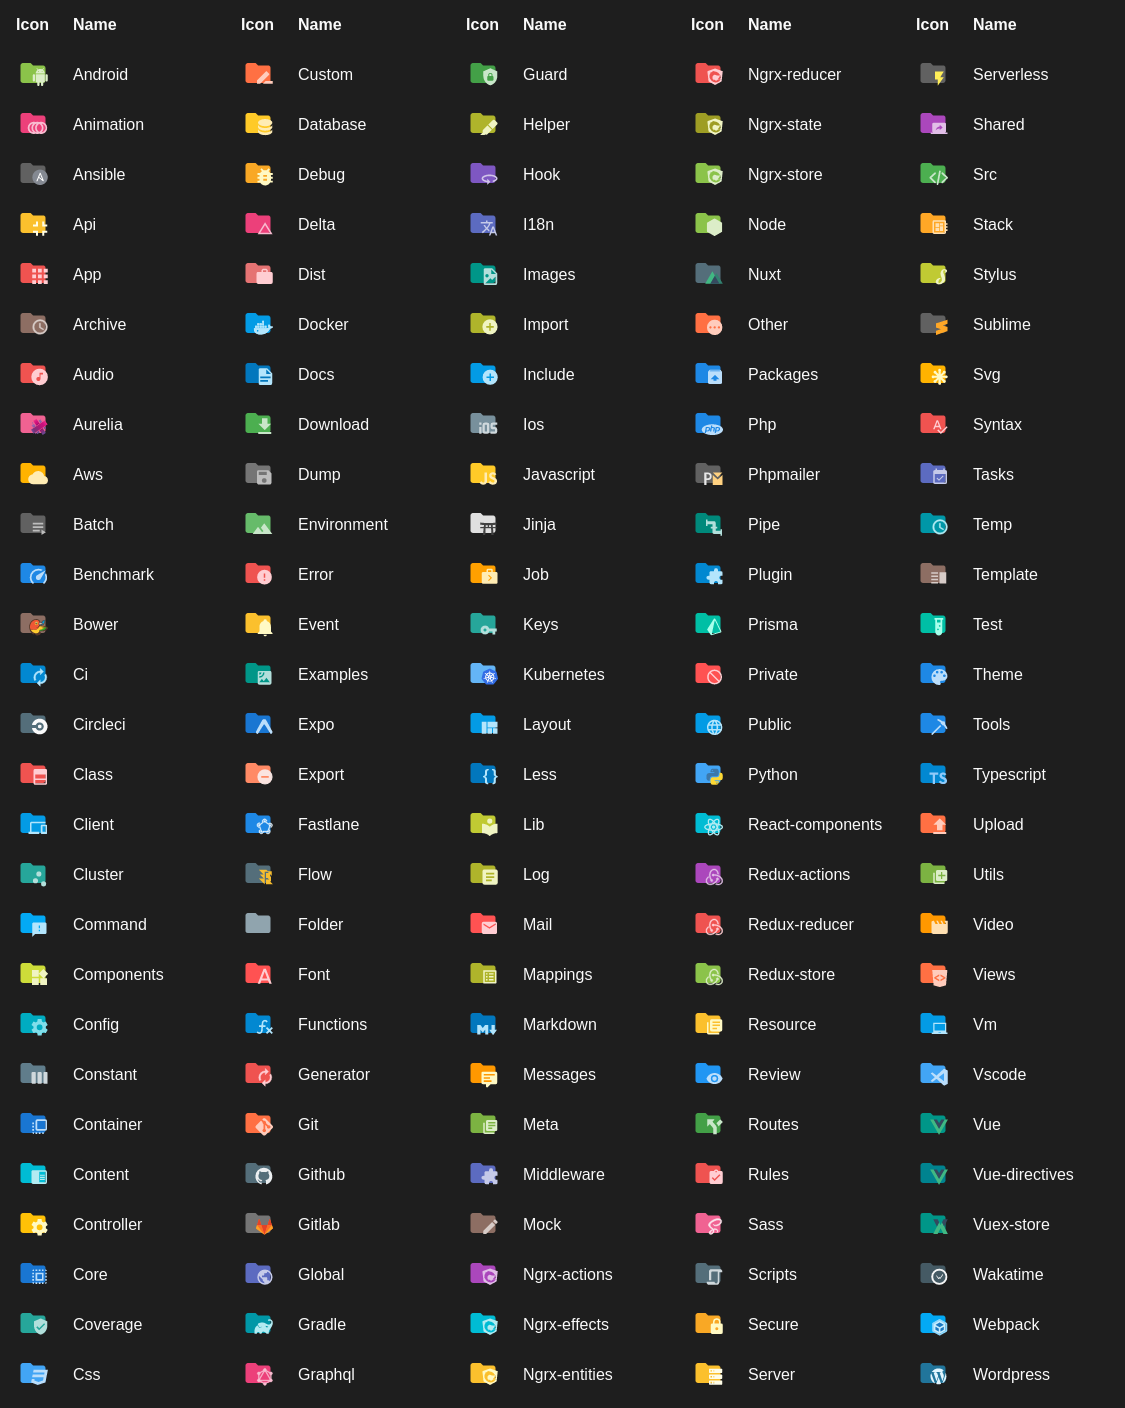 Icon Name Icon Name Icon Name Icon Name Icon Name
Android Custom Guard Ngrx-reducer Serverless
Animation Database Helper Ngrx-state Shared
Ansible Debug Hook Ngrx-store Src
Api Delta I18n Node Stack
App Dist Images Nuxt Stylus
Archive Docker Import Other Sublime
Audio Docs Include Packages Svg
Aurelia Download Ios Php Syntax
Aws Dump Javascript Phpmailer Tasks
Batch Environment Jinja Pipe Temp
Benchmark Error Job Plugin Template
Bower Event Keys Prisma Test
Ci Examples Kubernetes Private Theme
Circleci Expo Layout Public Tools
Class Export Less Python Typescript
Client Fastlane Lib React-components Upload
Cluster Flow Log Redux-actions Utils
Command Folder Mail Redux-reducer Video
Components Font Mappings Redux-store Views
Config Functions Markdown Resource Vm
Constant Generator Messages Review Vscode
Container Git Meta Routes Vue
Content Github Middleware Rules Vue-directives
Controller Gitlab Mock Sass Vuex-store
Core Global Ngrx-actions Scripts Wakatime
Coverage Gradle Ngrx-effects Secure Webpack
Css Graphql Ngrx-entities Server Wordpress